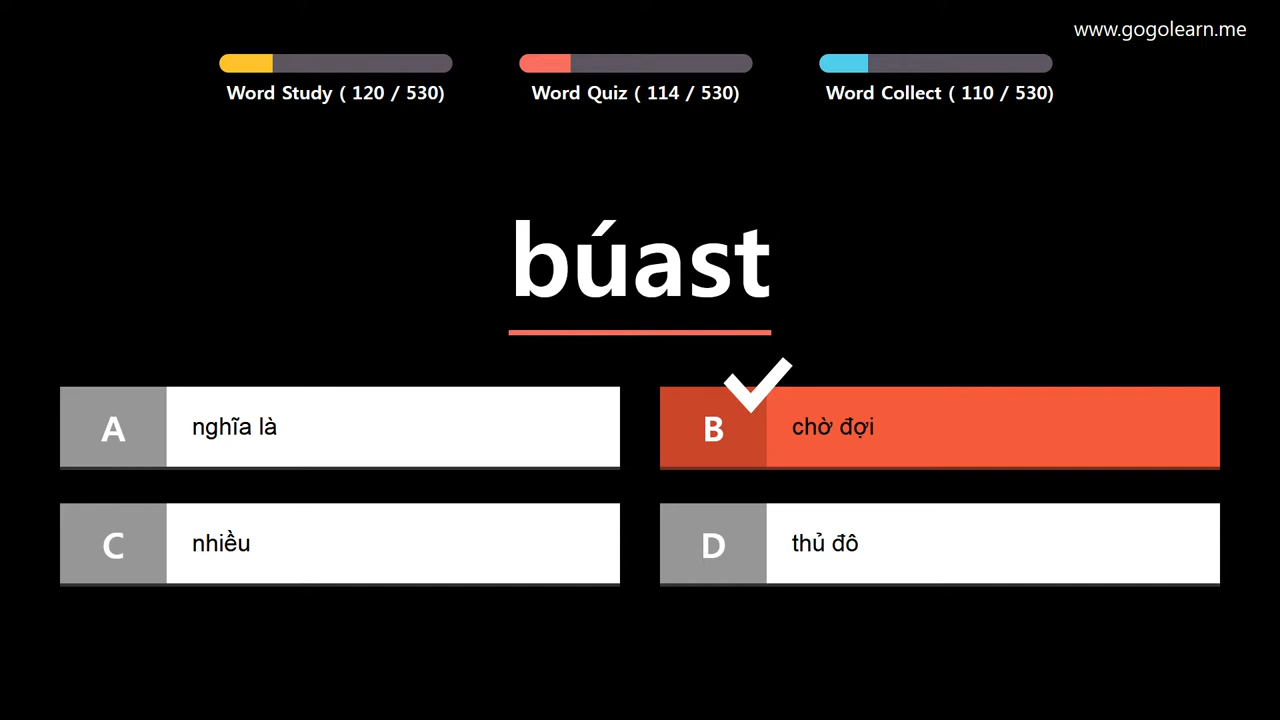 www.gogolearn.me
Word Study ( 120 / 530)
Word Quiz ( 114 / 530)
Word Collect ( 110 / 530)
búast
A nghĩa là
B chờ đợi
C nhiều
D thủ đô